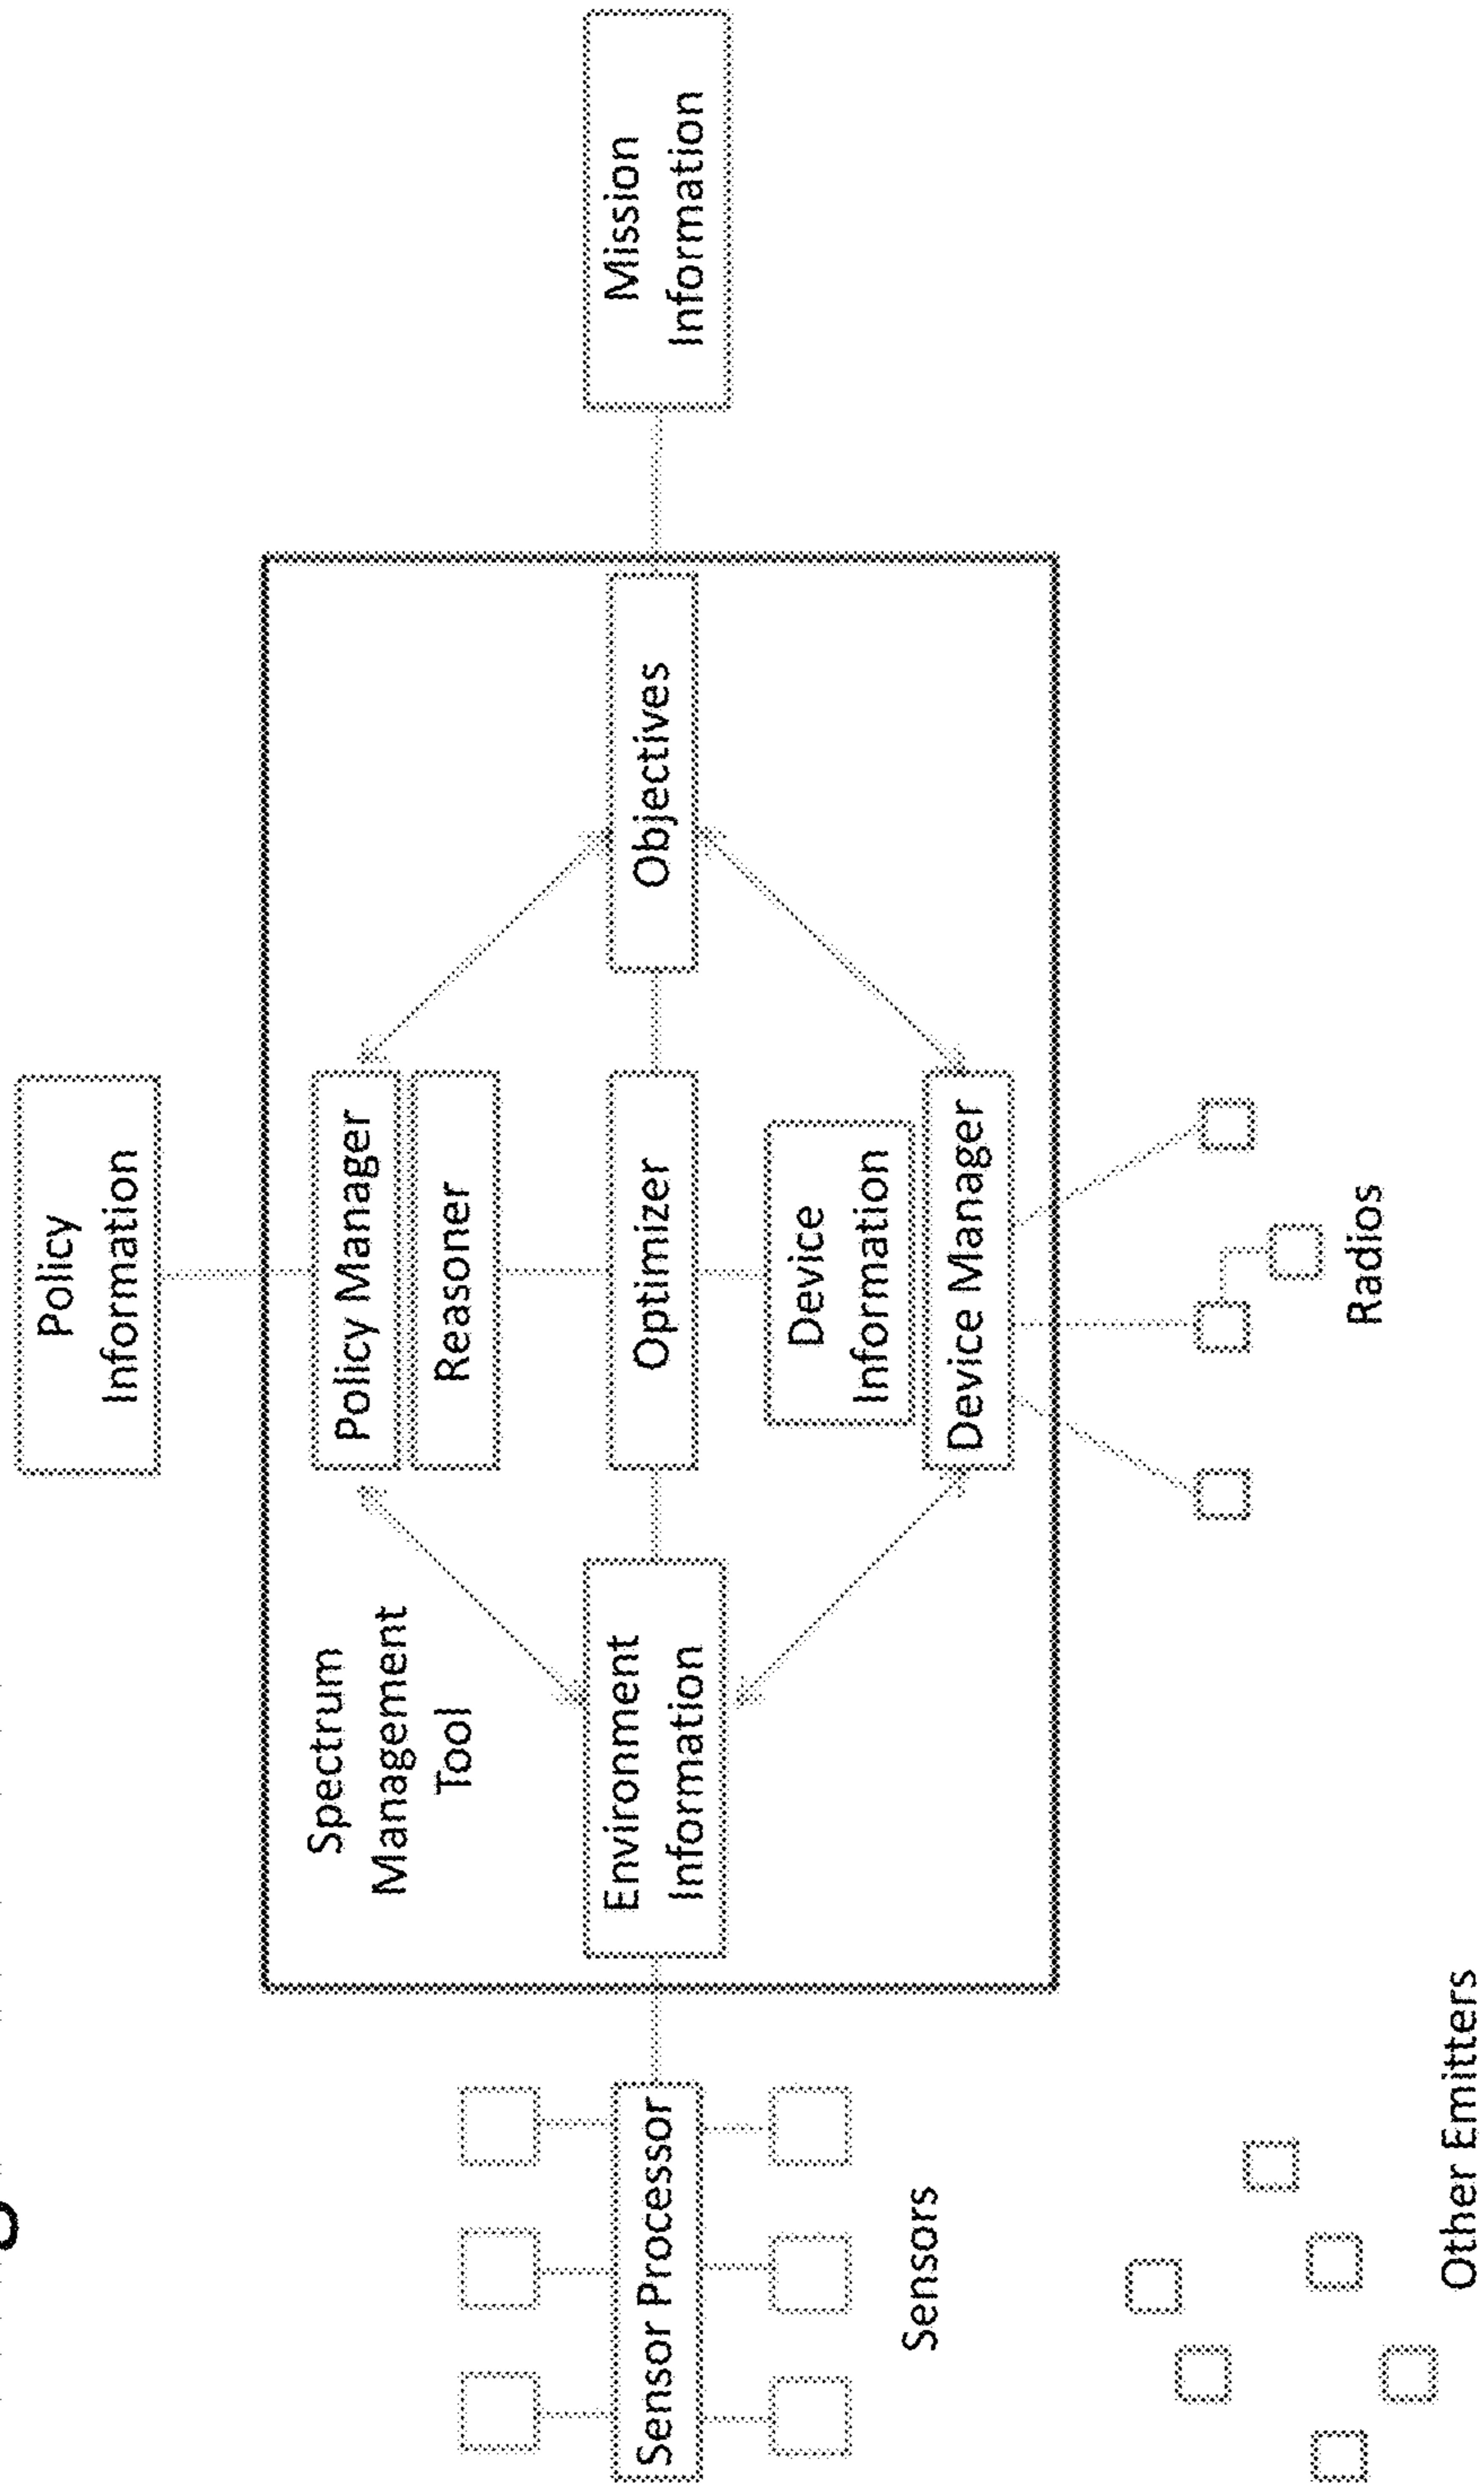 Policy
Information
Spectrum
Management
Tool
Policy Manager
Reasoner
Sensor Processor
Environment
Information
Optimizer
Objectives
Mission
Information
Device
Information
Device Manager
Sensors
Radios
Other Emitters